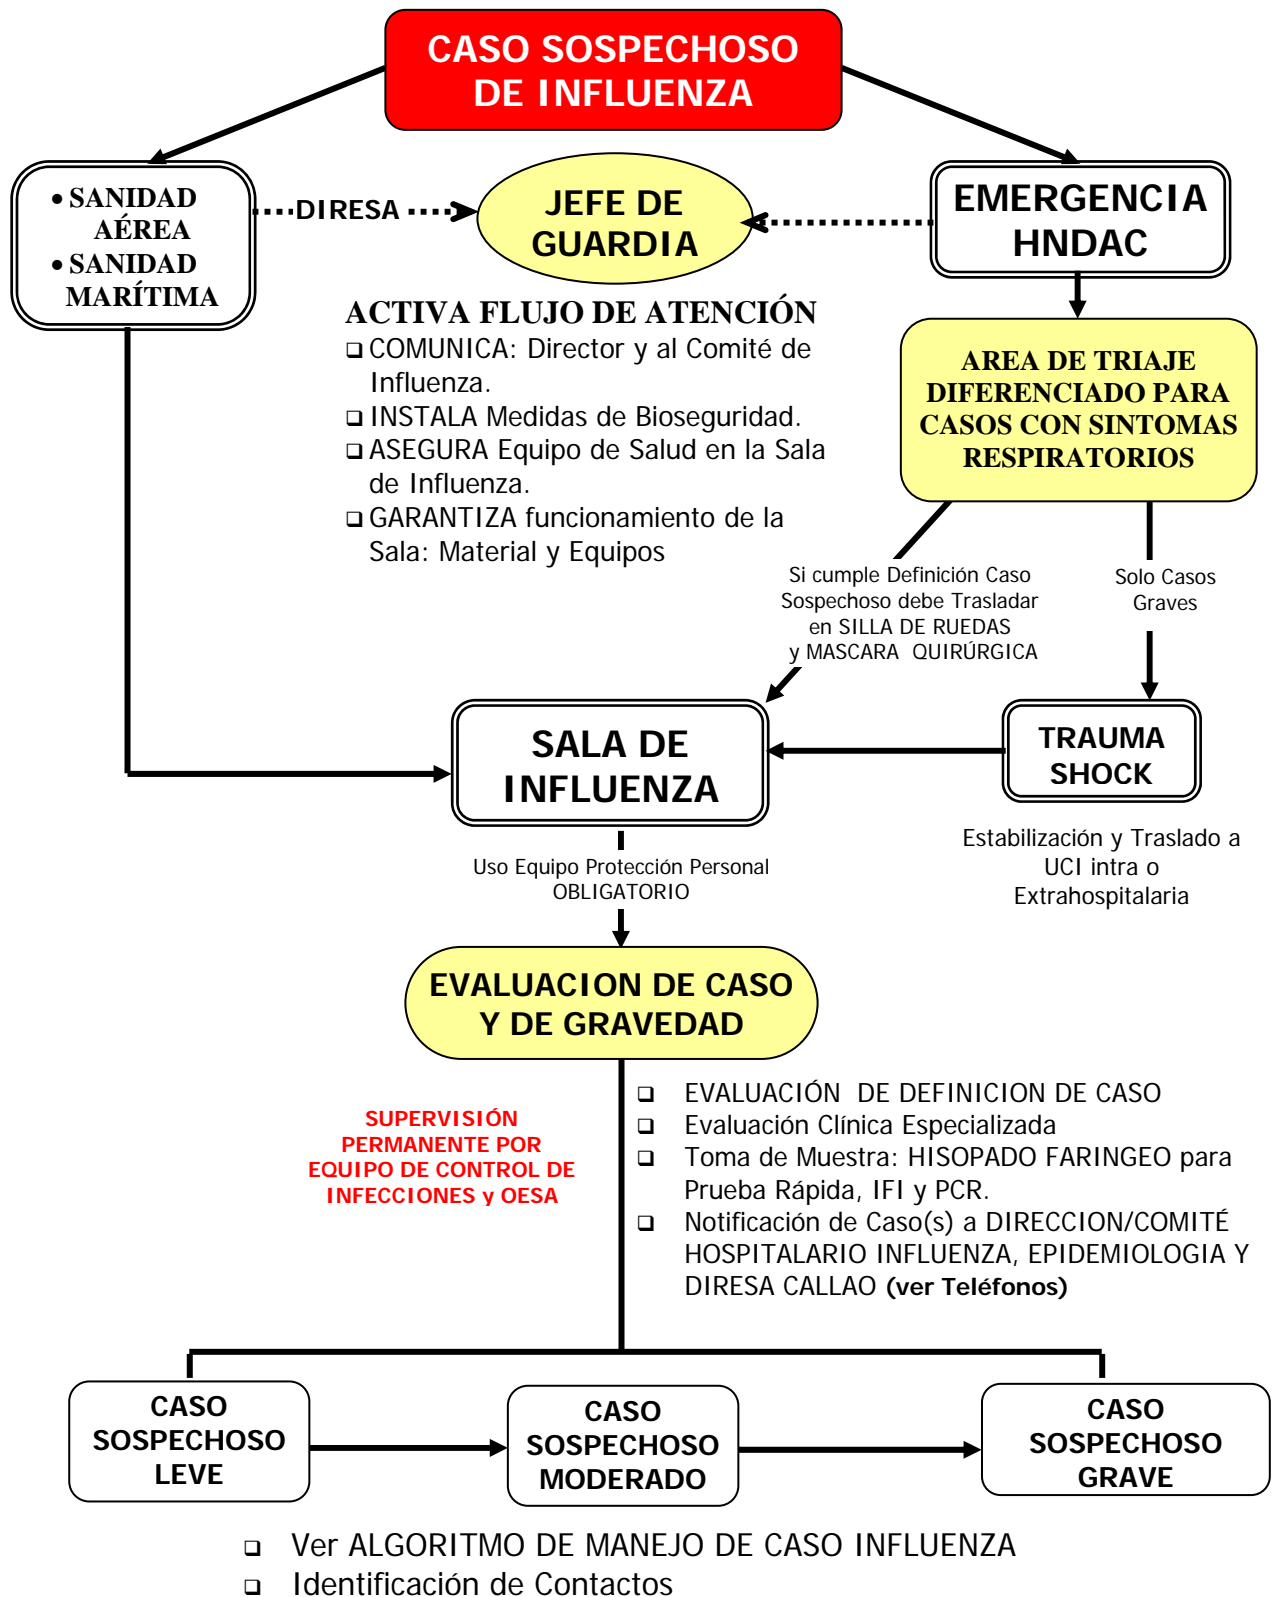 CASO SOSPECHOSO
DE INFLUENZA
• SANIDAD
AÉREA
• SANIDAD
MARÍTIMA
DIRESA
JEFE DE
GUARDIA
EMERGENCIA
HNDAC
ACTIVA FLUJO DE ATENCIÓN
❑ COMUNICA: Director y al Comité de
Influenza.
❑ INSTALA Medidas de Bioseguridad.
❑ ASEGURA Equipo de Salud en la Sala
de Influenza.
❑ GARANTIZA funcionamiento de la
Sala: Material y Equipos
AREA DE TRIAJE
DIFERENCIADO PARA
CASOS CON SINTOMAS
RESPIRATORIOS
Si cumple Definición Caso
Sospechoso debe Trasladar
en SILLA DE RUEDAS
y MASCARA QUIRÚRGICA
Solo Casos
Graves
SALA DE
INFLUENZA
TRAUMA
SHOCK
Estabilización y Traslado a
UCI intra o
Extrahospitalaria
Uso Equipo Protección Personal
OBLIGATORIO
EVALUACION DE CASO
Y DE GRAVEDAD
SUPERVISIÓN
PERMANENTE POR
EQUIPO DE CONTROL DE
INFECCIONES y OESA
❑ EVALUACIÓN DE DEFINICION DE CASO
❑ Evaluación Clínica Especializada
❑ Toma de Muestra: HISOPADO FARINGEO para
Prueba Rápida, IFI y PCR.
❑ Notificación de Caso(s) a DIRECCION/COMITÉ
HOSPITALARIO INFLUENZA, EPIDEMIOLOGIA Y
DIRESA CALLAO (ver Teléfonos)
CASO
SOSPECHOSO
LEVE
CASO
SOSPECHOSO
MODERADO
CASO
SOSPECHOSO
GRAVE
❑ Ver ALGORITMO DE MANEJO DE CASO INFLUENZA
❑ Identificación de Contactos